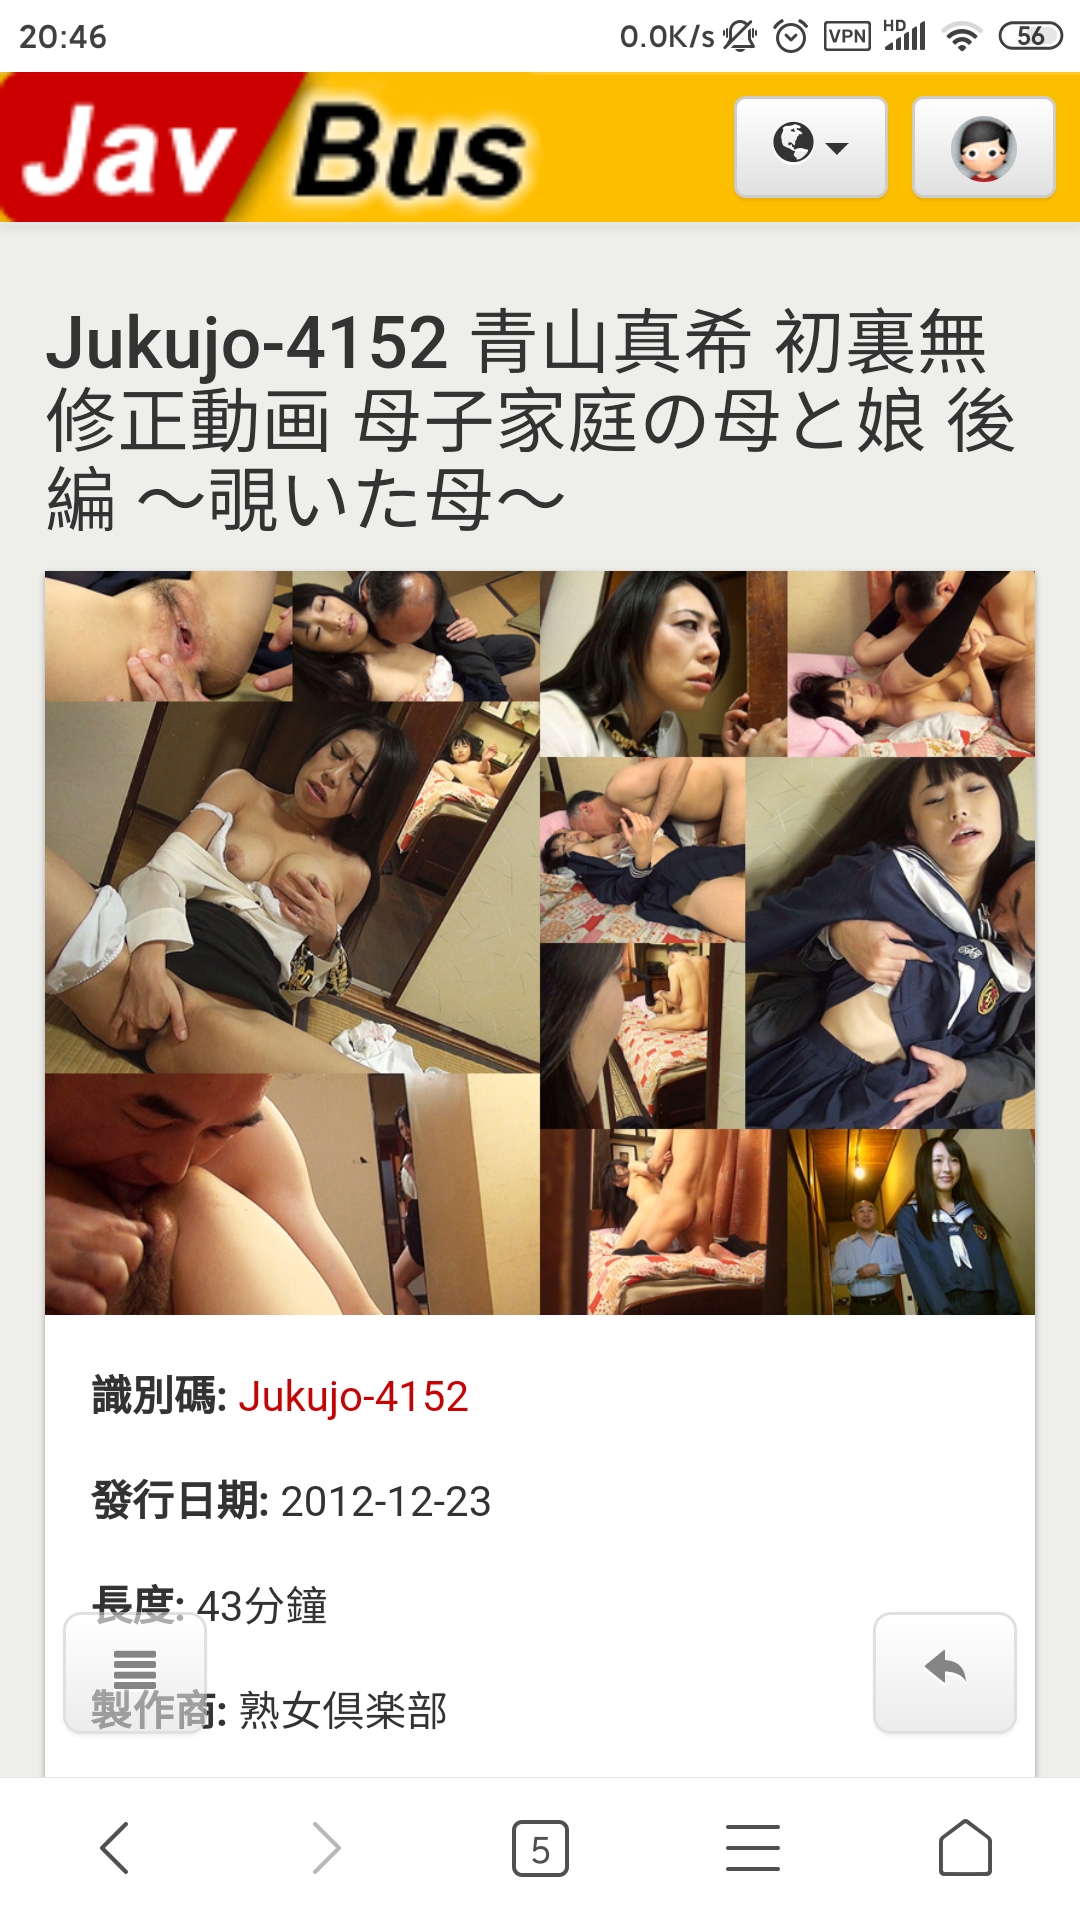 20:46
0.0K/s VPN HD 56
Jav Bus
Jukujo-4152 青山真希 初裏無
修正動画 母子家庭の母と娘 後
編 ～覗いた母～
識別碼: Jukujo-4152
發行日期: 2012-12-23
長度: 43分鐘
製作商: 熟女倶楽部
5